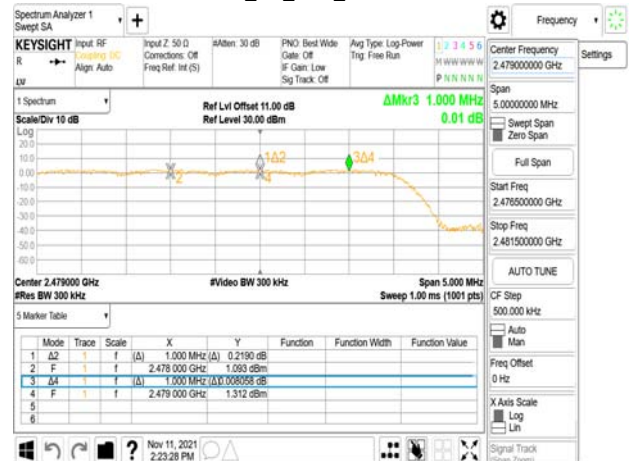 Spectrum Analyzer 1
Swept SA
+
Frequency
KEYSIGHT
R
LV
Input: RF
Coupling: DC
Align: Auto
Input Z: 50 Ω
Corrections: Off
Freq Ref: Int (S)
#Atten: 30 dB
PNO: Best Wide
Gate: Off
IF Gain: Low
Sig Track: Off
Avg Type: Log-Power
Trig: Free Run
1 2 3 4 5 6
M W W W W W
P N N N N N
Center Frequency
2.479000000 GHz
Settings
Span
5.00000000 MHz
Swept Span
Zero Span
Full Span
Start Freq
2.476500000 GHz
Stop Freq
2.481500000 GHz
AUTO TUNE
CF Step
500.000 kHz
Auto
Man
Freq Offset
0 Hz
X Axis Scale
Log
Lin
Signal Track
(Span Zoom)
1 Spectrum
Scale/Div 10 dB
Ref Lvl Offset 11.00 dB
Ref Level 30.00 dBm
ΔMkr3 1.000 MHz
0.01 dB
Log
20.0
10.0
0.00
-10.0
-20.0
-30.0
-40.0
-50.0
-60.0
2
1Δ2
4
3Δ4
Center 2.479000 GHz
#Res BW 300 kHz
#Video BW 300 kHz
Span 5.000 MHz
Sweep 1.00 ms (1001 pts)
5 Marker Table
Mode Trace Scale X Y Function Function Width Function Value
1 Δ2 1 f (Δ) 1.000 MHz (Δ) 0.2190 dB
2 F 1 f 2.478 000 GHz 1.093 dBm
3 Δ4 1 f (Δ) 1.000 MHz (Δ) 0.008058 dB
4 F 1 f 2.479 000 GHz 1.312 dBm
5
6
?
Nov 11, 2021
2:23:28 PM